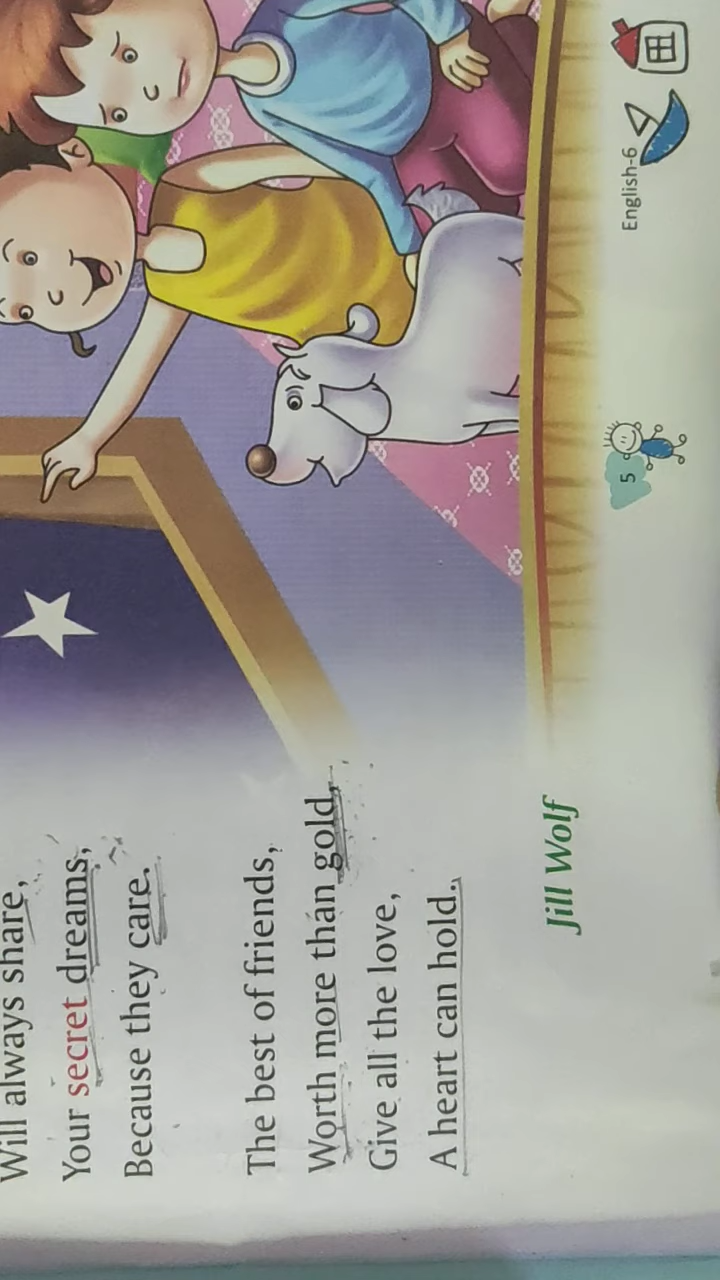 Will always share,
Your secret dreams,
Because they care.
The best of friends,
Worth more than gold,
Give all the love,
A heart can hold.
Jill Wolf
5
English-6